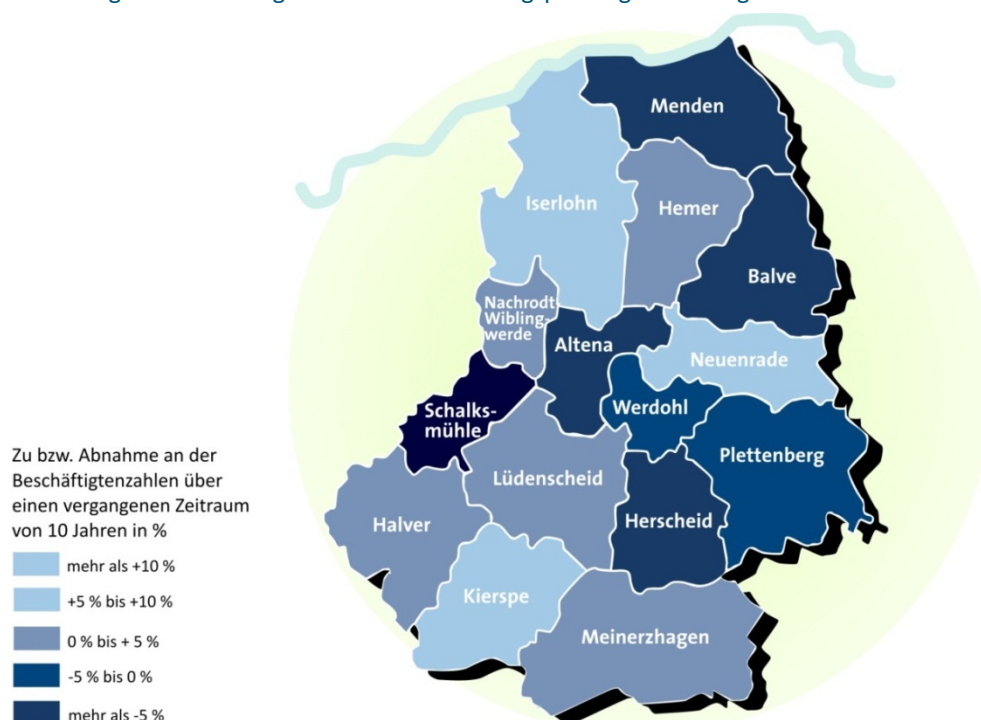 Menden
Iserlohn
Hemer
Balve
Nachrodt
Wibling-
werde
Altena
Neuenrade
Schalks-
mühle
Werdohl
Plettenberg
Lüdenscheid
Herscheid
Halver
Kierspe
Meinerzhagen
Zu bzw. Abnahme an der
Beschäftigtenzahlen über
einen vergangenen Zeitraum
von 10 Jahren in %
mehr als +10 %
+5 % bis +10 %
0 % bis + 5 %
-5 % bis 0 %
mehr als -5 %